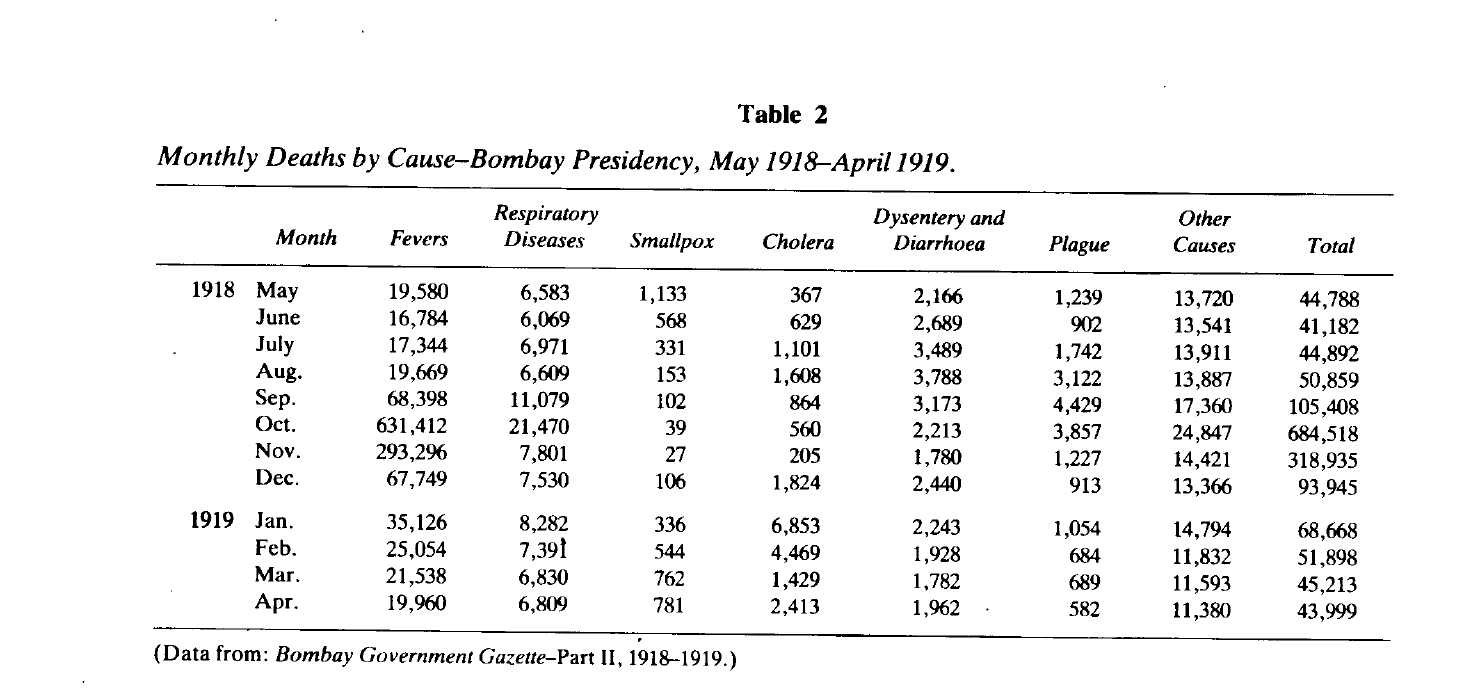 Table 2
Monthly Deaths by Cause–Bombay Presidency, May 1918–April 1919.
Month Fevers Respiratory Diseases Smallpox Cholera Dysentery and Diarrhoea Plague Other Causes Total
1918 May 19,580 6,583 1,133 367 2,166 1,239 13,720 44,788
June 16,784 6,069 568 629 2,689 902 13,541 41,182
July 17,344 6,971 331 1,101 3,489 1,742 13,911 44,892
Aug. 19,669 6,609 153 1,608 3,788 3,122 13,887 50,859
Sep. 68,398 11,079 102 864 3,173 4,429 17,360 105,408
Oct. 631,412 21,470 39 560 2,213 3,857 24,847 684,518
Nov. 293,296 7,801 27 205 1,780 1,227 14,421 318,935
Dec. 67,749 7,530 106 1,824 2,440 913 13,366 93,945
1919 Jan. 35,126 8,282 336 6,853 2,243 1,054 14,794 68,668
Feb. 25,054 7,391 544 4,469 1,928 684 11,832 51,898
Mar. 21,538 6,830 762 1,429 1,782 689 11,593 45,213
Apr. 19,960 6,809 781 2,413 1,962 582 11,380 43,999
(Data from: Bombay Government Gazette–Part II, 1918–1919.)